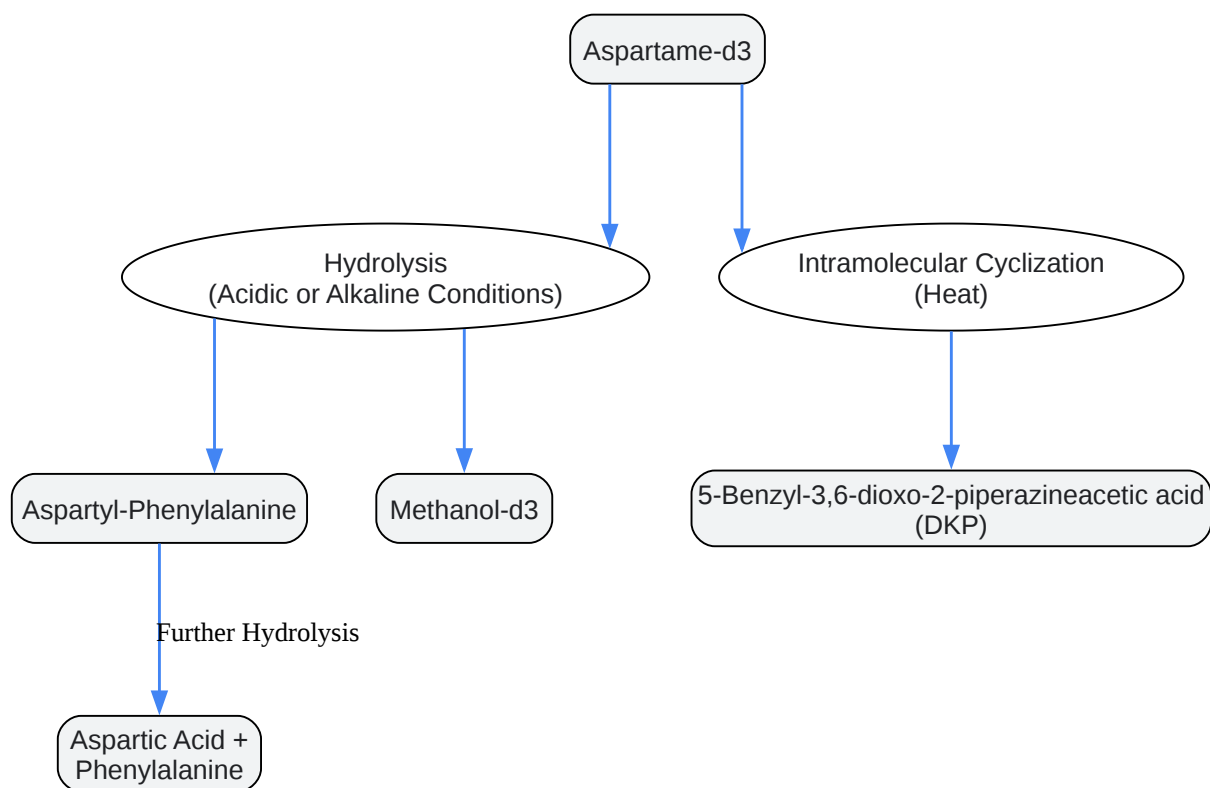 Aspartame-d3
Hydrolysis
(Acidic or Alkaline Conditions)
Intramolecular Cyclization
(Heat)
Aspartyl-Phenylalanine
Methanol-d3
5-Benzyl-3,6-dioxo-2-piperazineacetic acid
(DKP)
Further Hydrolysis
Aspartic Acid +
Phenylalanine